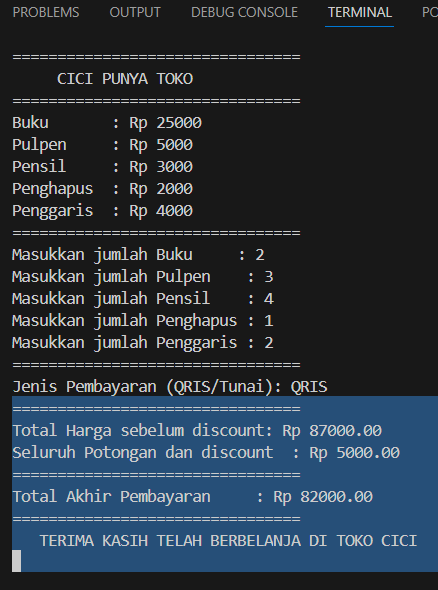 PROBLEMS OUTPUT DEBUG CONSOLE TERMINAL
================================
CICI PUNYA TOKO
================================
Buku : Rp 25000
Pulpen : Rp 5000
Pensil : Rp 3000
Penghapus : Rp 2000
Penggaris : Rp 4000
================================
Masukkan jumlah Buku : 2
Masukkan jumlah Pulpen : 3
Masukkan jumlah Pensil : 4
Masukkan jumlah Penghapus : 1
Masukkan jumlah Penggaris : 2
================================
Jenis Pembayaran (QRIS/Tunai): QRIS
================================
Total Harga sebelum discount: Rp 87000.00
Seluruh Potongan dan discount : Rp 5000.00
================================
Total Akhir Pembayaran : Rp 82000.00
================================
TERIMA KASIH TELAH BERBELANJA DI TOKO CICI